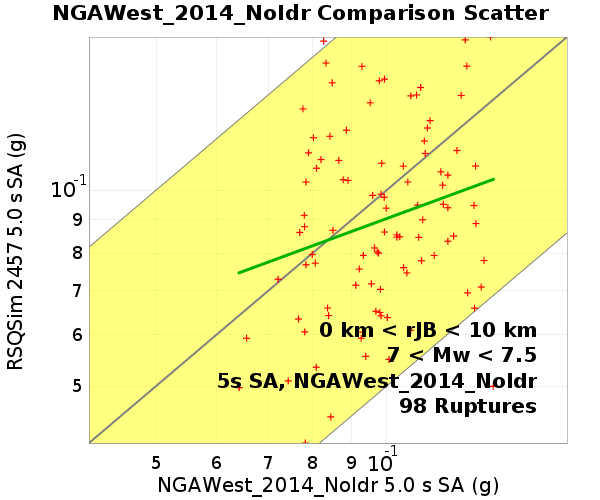 NGAWest_2014_NoIdr Comparison Scatter
RSQSim 2457 5.0 s SA (g)
10-1
9
8
7
6
5
0 km < rJB < 10 km
7 < Mw < 7.5
5s SA, NGAWest_2014_NoIdr
98 Ruptures
5 6 7 8 9 10-1
NGAWest_2014_NoIdr 5.0 s SA (g)